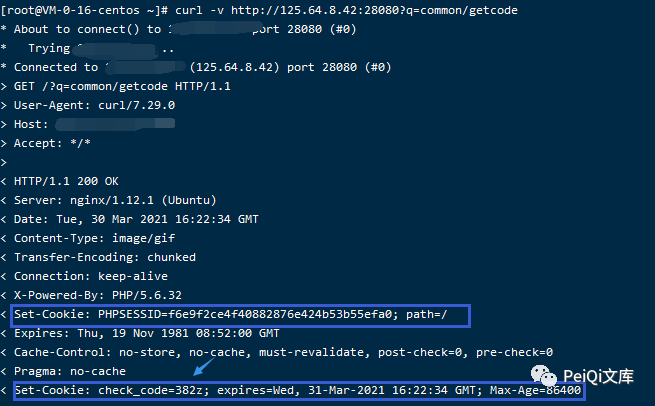 [root@VM-0-16-centos ~]# curl -v http://125.64.8.42:28080?q=common/getcode
* About to connect() to port 28080 (#0)
* Trying ..
* Connected to (125.64.8.42) port 28080 (#0)
> GET /?q=common/getcode HTTP/1.1
> User-Agent: curl/7.29.0
> Host:
> Accept: */*
>
< HTTP/1.1 200 OK
< Server: nginx/1.12.1 (Ubuntu)
< Date: Tue, 30 Mar 2021 16:22:34 GMT
< Content-Type: image/gif
< Transfer-Encoding: chunked
< Connection: keep-alive
< X-Powered-By: PHP/5.6.32
< Set-Cookie: PHPSESSID=f6e9f2ce4f40882876e424b53b55efa0; path=/
< Expires: Thu, 19 Nov 1981 08:52:00 GMT
< Cache-Control: no-store, no-cache, must-revalidate, post-check=0, pre-check=0
< Pragma: no-cache
< Set-Cookie: check_code=382z; expires=Wed, 31-Mar-2021 16:22:34 GMT; Max-Age=86400
PeiQi文库